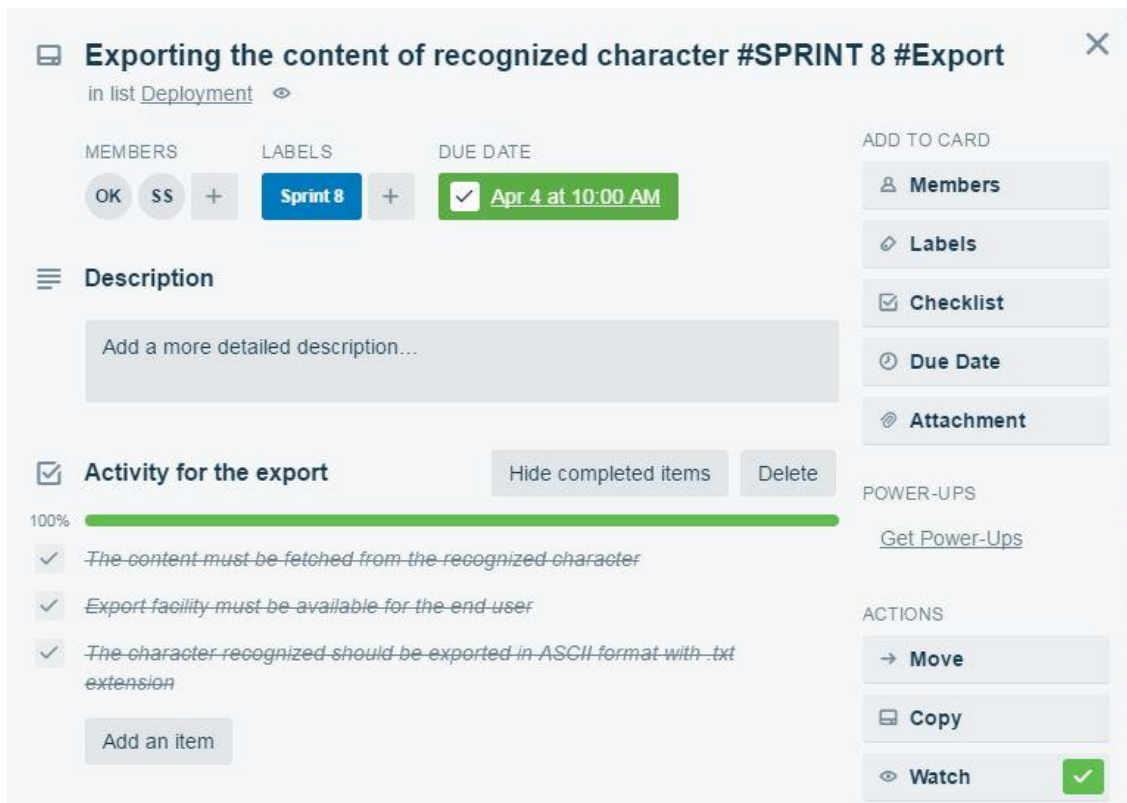 Exporting the content of recognized character #SPRINT 8 #Export
in list Deployment
MEMBERS
LABELS
DUE DATE
OK
SS
+
Sprint 8
+
Apr 4 at 10:00 AM
Description
Add a more detailed description…
Activity for the export
Hide completed items
Delete
100%
The content must be fetched from the recognized character
Export facility must be available for the end user
The character recognized should be exported in ASCII format with .txt
extension
Add an item
ADD TO CARD
Members
Labels
Checklist
Due Date
Attachment
POWER-UPS
Get Power-Ups
ACTIONS
Move
Copy
Watch